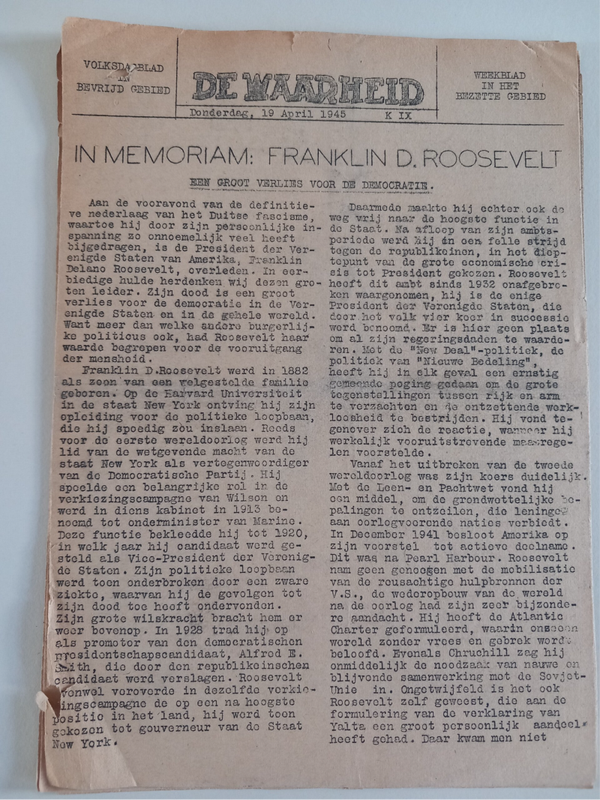 VOLKSDAGBLAD
IN
BEVRIJD GEBIED
DE WAARHEID
WEEKBLAD
IN HET
BEZETTE GEBIED
Donderdag, 19 April 1945 K IX
IN MEMORIAM: FRANKLIN D. ROOSEVELT
EEN GROOT VERLIES VOOR DE DEMOCRATIE.
Aan de vooravond van de definitie-
ve nederlaag van het Duitse fascisme,
waartoe hij door zijn persoonlijke in-
spanning zo onnoemelijk veel heeft
bijgedragen, is de President der Ver-
enigde Staten van Amerika, Franklin
Delano Roosevelt, overleden. In eer-
biedige hulde herdenken wij dezen gro-
ten leider. Zijn dood is een groot
verlies voor de democratie in de Ver-
enigde Staten en in de gehele wereld.
Want meer dan welke andere burgerlij-
ke politicus ook, had Roosevelt haar
waarde begrepen voor de vooruitgang
der mensheid.
Franklin D.Roosevelt werd in 1882
als zoon van een welgestelde familie
geboren. Op de Harvard Universiteit
in de staat New York ontving hij zijn
opleiding voor de politieke loopbaan,
die hij spoedig zou inslaan. Reeds
voor de eerste wereldoorlog werd hij
lid van de wetgevende macht van de
staat New York als vertegenwoordiger
van de Democratische Partij. Hij
speelde een belangrijke rol in de
verkiezingscampagne van Wilson en
werd in diens kabinet in 1913 be-
noemd tot onderminister van Marine.
Deze functie bekleedde hij tot 1920,
in welk jaar hij candidaat werd ge-
steld als Vice-President der Verenig-
de Staten. Zijn politieke loopbaan
werd toen onderbroken door een zware
ziekte, waarvan hij de gevolgen tot
zijn dood toe heeft ondervonden.
Zijn grote wilskracht bracht hem er
weer bovenop. In 1928 trad hij op
als promotor van den democratischen
presidentschapscandidaat, Alfred E.
Smith, die door den republikeinschen
candidaat werd verslagen. Roosevelt
evenwel veroverde in dezelfde verkie-
ingscampagne de op een na hoogste
positie in het land, hij werd toen
gekozen tot gouverneur van de Staat
New York.
Daarmede maakte hij echter ook de
weg vrij naar de hoogste functie in
de Staat. Na afloop van zijn ambts-
periode werd hij in een felle strijd
tegen de republikeinen, in het diep-
tepunt van de grote economische cri-
sis tot President gekozen. Roosevelt
heeft dit ambt sinds 1932 onafgebro-
ken waargenomen, hij is de enige
President der Verenigde Staten, die
door het volk vier keer in successie
werd benoemd. Er is hier geen plaats
om al zijn regeringsdaden te waarde-
ren. Met de "New Deal"-politiek, de
politiek van "Nieuwe Bedeling",
heeft hij in elk geval een ernstig
gemeende poging gedaan om de grote
tegenstellingen tussen rijk en arm
te verzachten en de ontzettende werk-
loosheid te bestrijden. Hij vond te-
genover zich de reactie, wanneer hij
werkelijk vooruitstrevende maatrege-
len voorstelde.
Vanaf het uitbreken van de tweede
wereldoorlog was zijn koers duidelijk.
Met de Leen- en Pachtwet vond hij
een middel, om de grondwettelijke be-
palingen te ontzeilen, die leningen
aan oorlogvoerende naties verbiedt.
In December 1941 besloot Amerika op
zijn voorstel tot actieve deelname.
Dit was na Pearl Harbour. Roosevelt
nam geen genoegen met de mobilisatie
van de reusachtige hulpbronnen der
V.S., de wederopbouw van de wereld
na de oorlog had zijn zeer bijzonde-
re aandacht. Hij heeft de Atlantic
Charter geformuleerd, waarin onszeen
wereld zonder vrees en gebrek werd
beloofd. Evenals Chruchill zag hij
onmiddelijk de noodzaak van nauwe en
blijvende samenwerking met de Sovjet-
Unie in. Ongetwijfeld is het ook
Roosevelt zelf geweest, die aan de
formulering van de verklaring van
Yalta een groot persoonlijk aandeel
heeft gehad. Daar kwam men niet